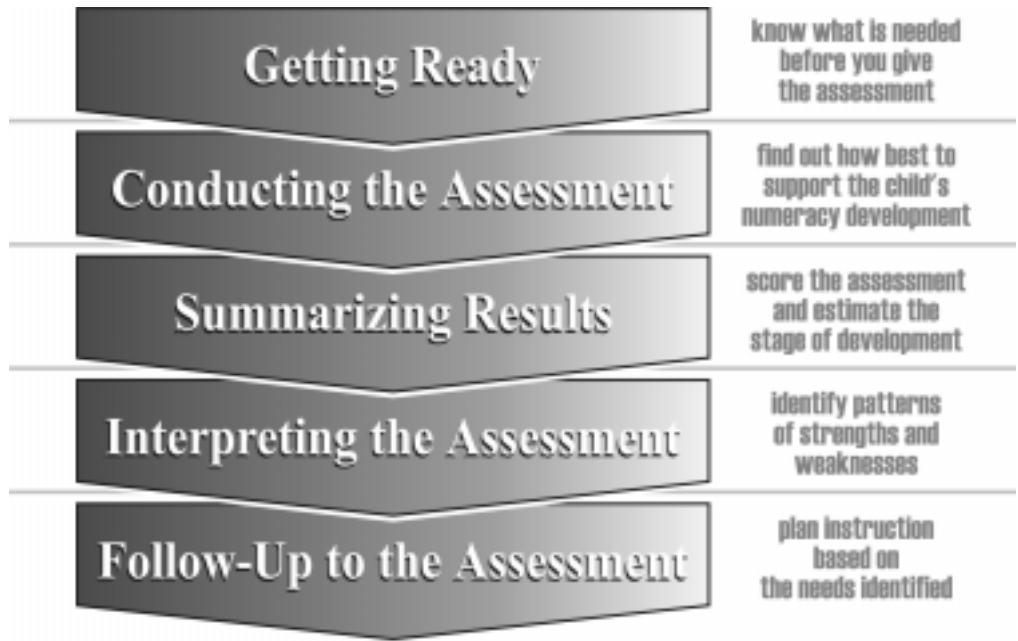 Getting Ready
know what is needed
before you give
the assessment
Conducting the Assessment
find out how best to
support the child's
numeracy development
Summarizing Results
score the assessment
and estimate the
stage of development
Interpreting the Assessment
identify patterns
of strengths and
weaknesses
Follow-Up to the Assessment
plan instruction
based on
the needs identified